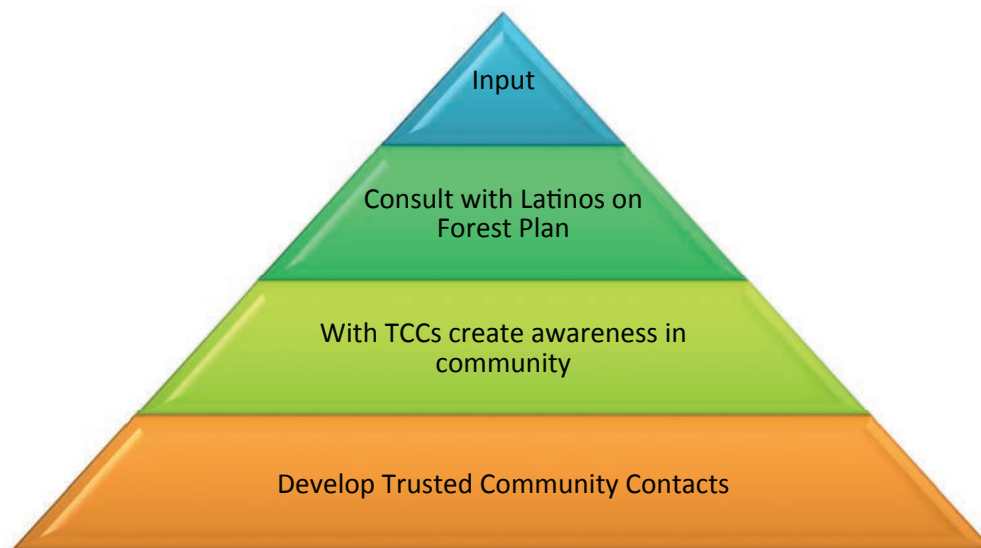 Input
Consult with Latinos on
Forest Plan
With TCCs create awareness in
community
Develop Trusted Community Contacts